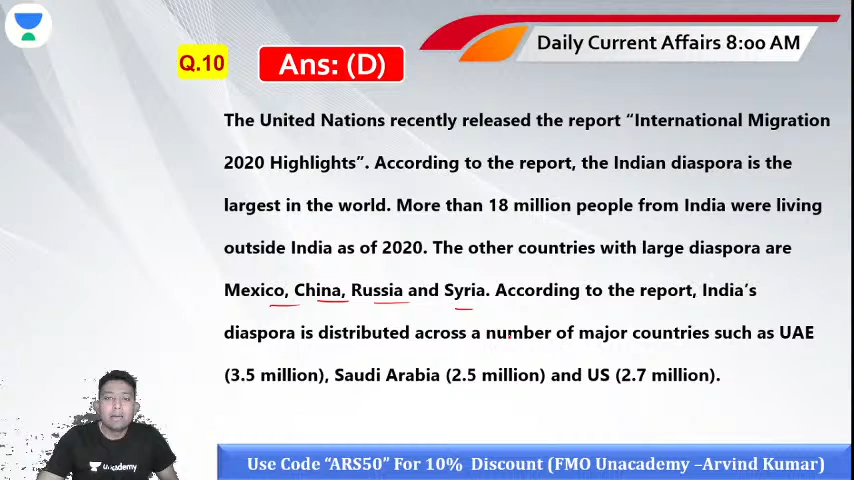 Daily Current Affairs 8:00 AM
Q.10
Ans: (D)
The United Nations recently released the report “International Migration
2020 Highlights”. According to the report, the Indian diaspora is the
largest in the world. More than 18 million people from India were living
outside India as of 2020. The other countries with large diaspora are
Mexico, China, Russia and Syria. According to the report, India’s
diaspora is distributed across a number of major countries such as UAE
(3.5 million), Saudi Arabia (2.5 million) and US (2.7 million).
unacademy
Use Code “ARS50” For 10% Discount (FMO Unacademy –Arvind Kumar)